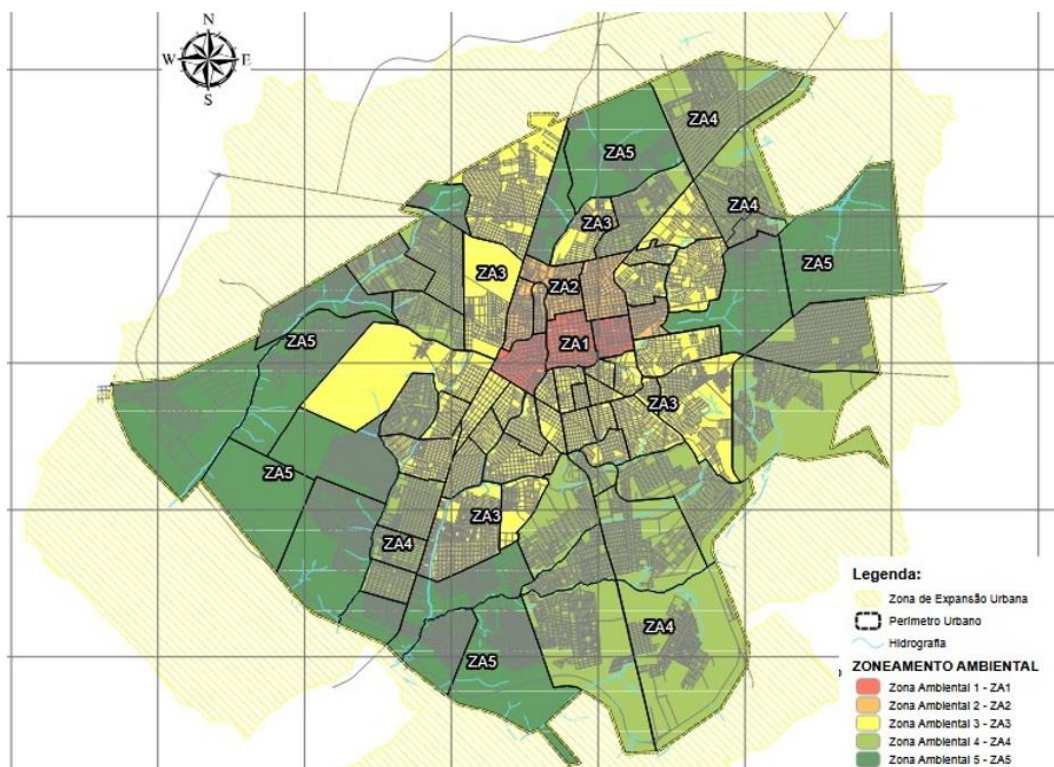 N
W E
S
ZA4
ZA5
ZA4
ZA3
ZA5
ZA3
ZA2
ZA5
ZA1
ZA3
ZA5
ZA3
ZA4
ZA4
ZA5
Legenda:
Zona de Expansão Urbana
Perímetro Urbano
Hidrografia
ZONEAMENTO AMBIENTAL
Zona Ambiental 1 - ZA1
Zona Ambiental 2 - ZA2
Zona Ambiental 3 - ZA3
Zona Ambiental 4 - ZA4
Zona Ambiental 5 - ZA5